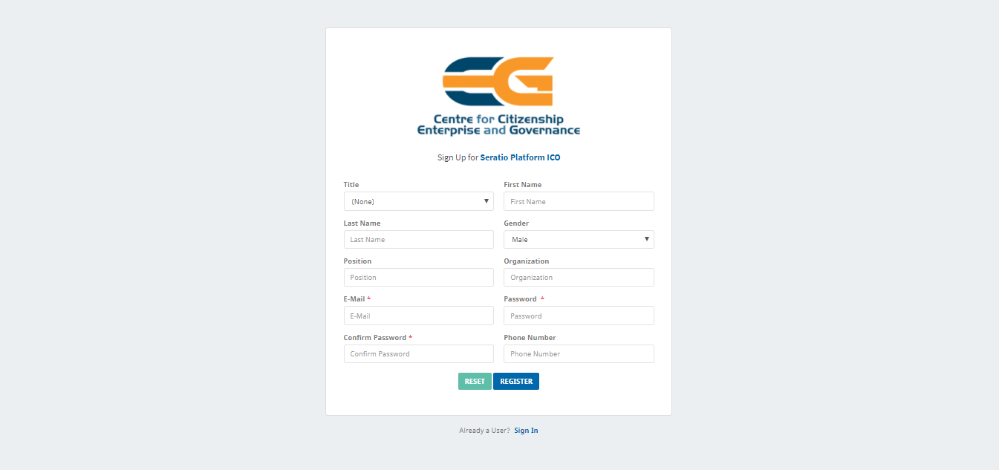 CEG
Centre for Citizenship
Enterprise and Governance
Sign Up for Seratio Platform ICO
Title First Name
(None) ▼ First Name
Last Name Gender
Last Name Male ▼
Position Organization
Position Organization
E-Mail * Password *
E-Mail Password
Confirm Password * Phone Number
Confirm Password Phone Number
RESET REGISTER
Already a User? Sign In